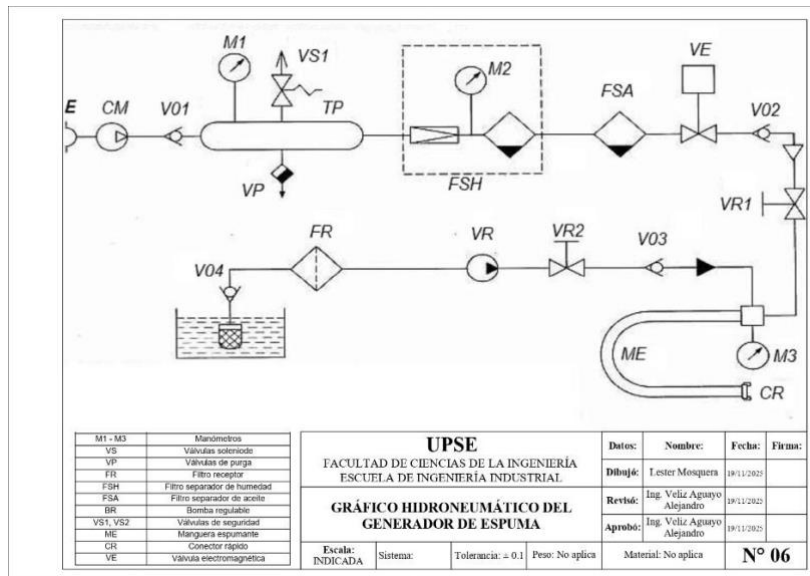 M1
VS1
M2
VE
E
CM
V01
TP
FSA
V02
VP
FSH
VR1
FR
VR
VR2
V03
V04
ME
M3
CR
M1 - M3 Manómetros
VS Válvulas soleniode
VP Válvulas de purga
FR Filtro receptor
FSH Filtro separador de humedad
FSA Filtro separador de aceite
BR Bomba regulable
VS1, VS2 Válvulas de seguridad
ME Manguera espumante
CR Conector rápido
VE Válvula electromagnética
UPSE
FACULTAD DE CIENCIAS DE LA INGENIERÍA
ESCUELA DE INGENIERÍA INDUSTRIAL
GRÁFICO HIDRONEUMÁTICO DEL
GENERADOR DE ESPUMA
Escala:
INDICADA
Sistema:
Tolerancia: ± 0.1
Peso: No aplica
Datos: Nombre: Fecha: Firma:
Dibujó: Lester Mosquera 19/11/2025
Revisó: Ing. Veliz Aguayo
Alejandro 19/11/2025
Aprobó: Ing. Veliz Aguayo
Alejandro 19/11/2025
Material: No aplica
N° 06